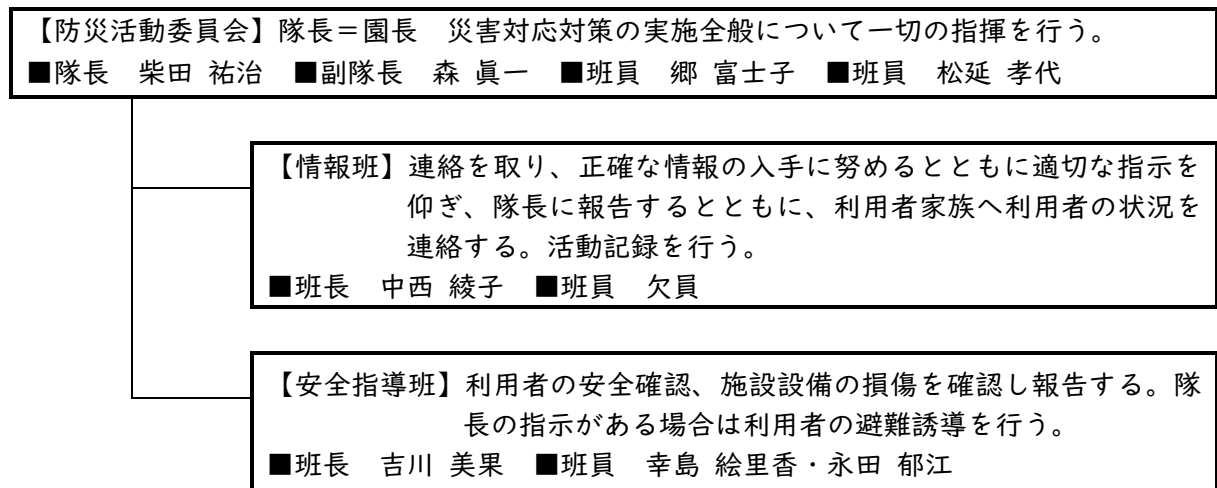 【防災活動委員会】隊長＝園長　災害対応対策の実施全般について一切の指揮を行う。
■隊長　柴田 祐治　■副隊長　森 眞一　■班員　郷 富士子　■班員　松延 孝代
【情報班】連絡を取り、正確な情報の入手に努めるとともに適切な指示を
仰ぎ、隊長に報告するとともに、利用者家族へ利用者の状況を
連絡する。活動記録を行う。
■班長　中西 綾子　■班員　欠員
【安全指導班】利用者の安全確認、施設設備の損傷を確認し報告する。隊
長の指示がある場合は利用者の避難誘導を行う。
■班長　吉川 美果　■班員　幸島 絵里香・永田 郁江